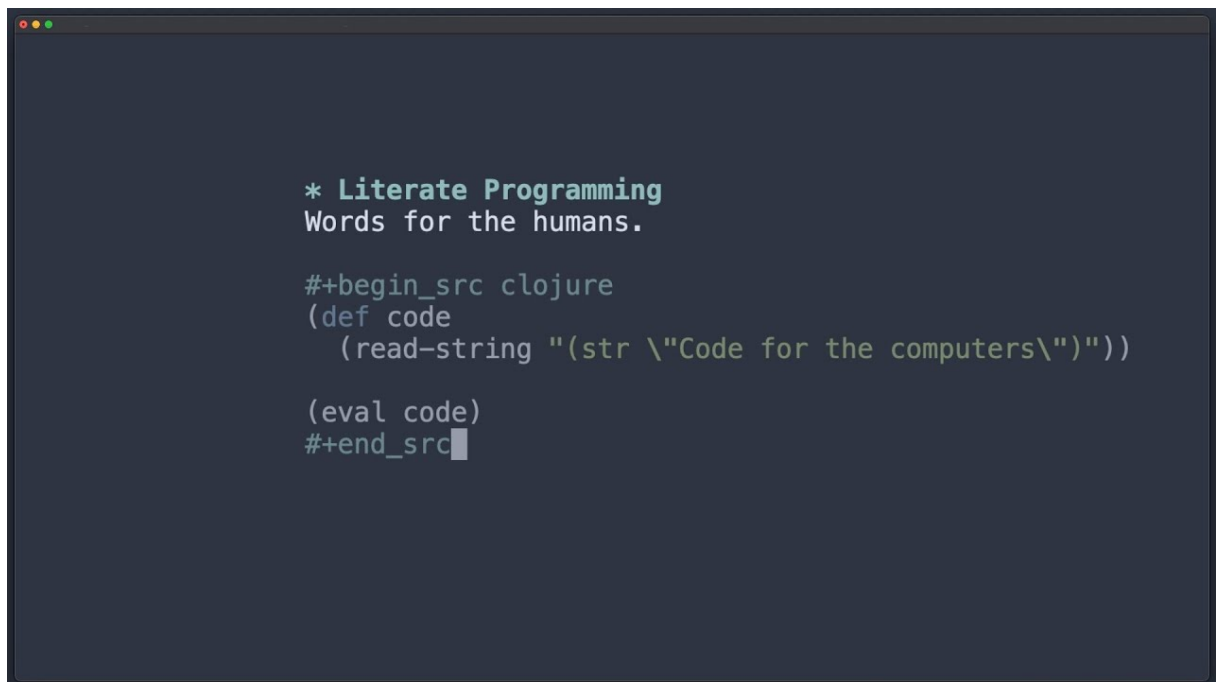 * Literate Programming
Words for the humans.
#+begin_src clojure
(def code
  (read-string "(str \"Code for the computers\")"))
(eval code)
#+end_src